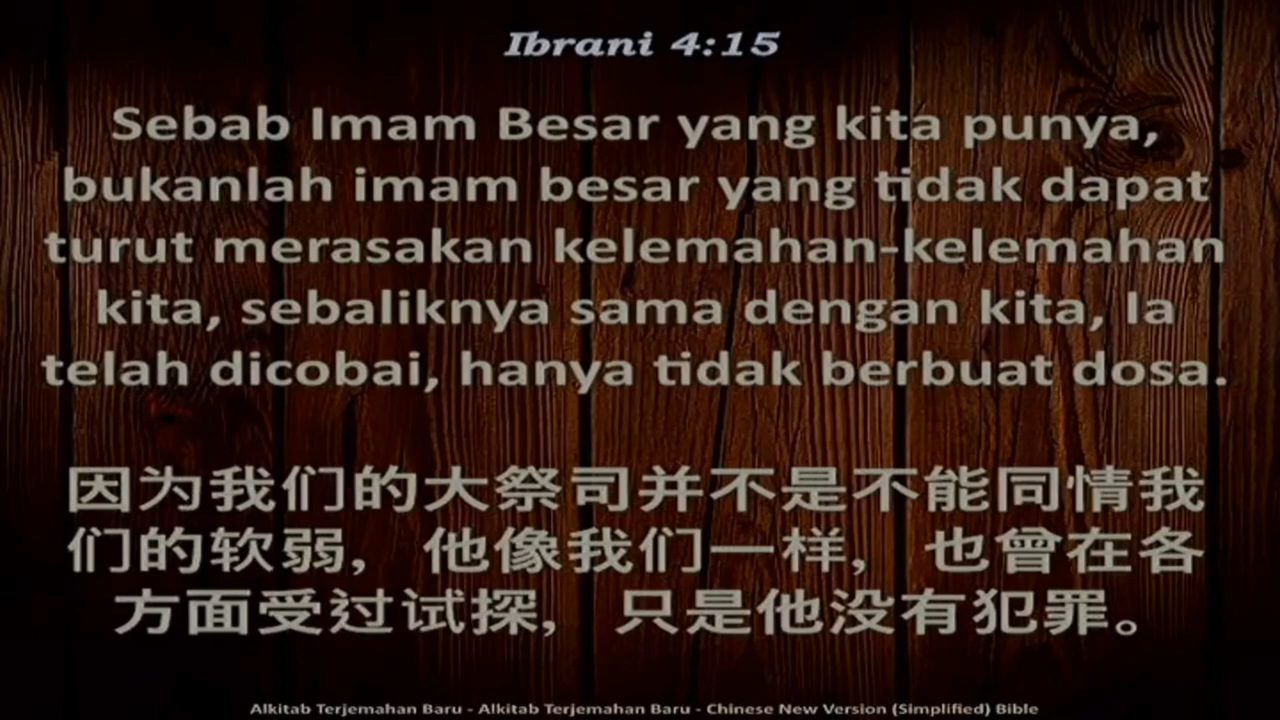 Ibrani 4:15
Sebab Imam Besar yang kita punya,
bukanlah imam besar yang tidak dapat
turut merasakan kelemahan-kelemahan
kita, sebaliknya sama dengan kita, Ia
telah dicobai, hanya tidak berbuat dosa.
因为我们的大祭司并不是不能同情我
们的软弱，他像我们一样，也曾在各
方面受过试探，只是他没有犯罪。
Alkitab Terjemahan Baru - Alkitab Terjemahan Baru - Chinese New Version (Simplified) Bible